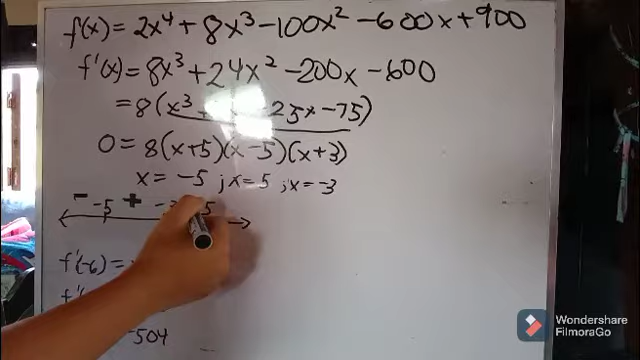 f(x) = 2x⁴ + 8x³ - 100x² - 600x + 900
f'(x) = 8x³ + 24x² - 200x - 600
= 8(x³ + 25x - 75)
0 = 8(x+5)(x-5)(x+3)
x = -5 ; x = 5 ; x = -3
- -5 + 5
f'(-6) =
504
Wondershare
FilmoraGo